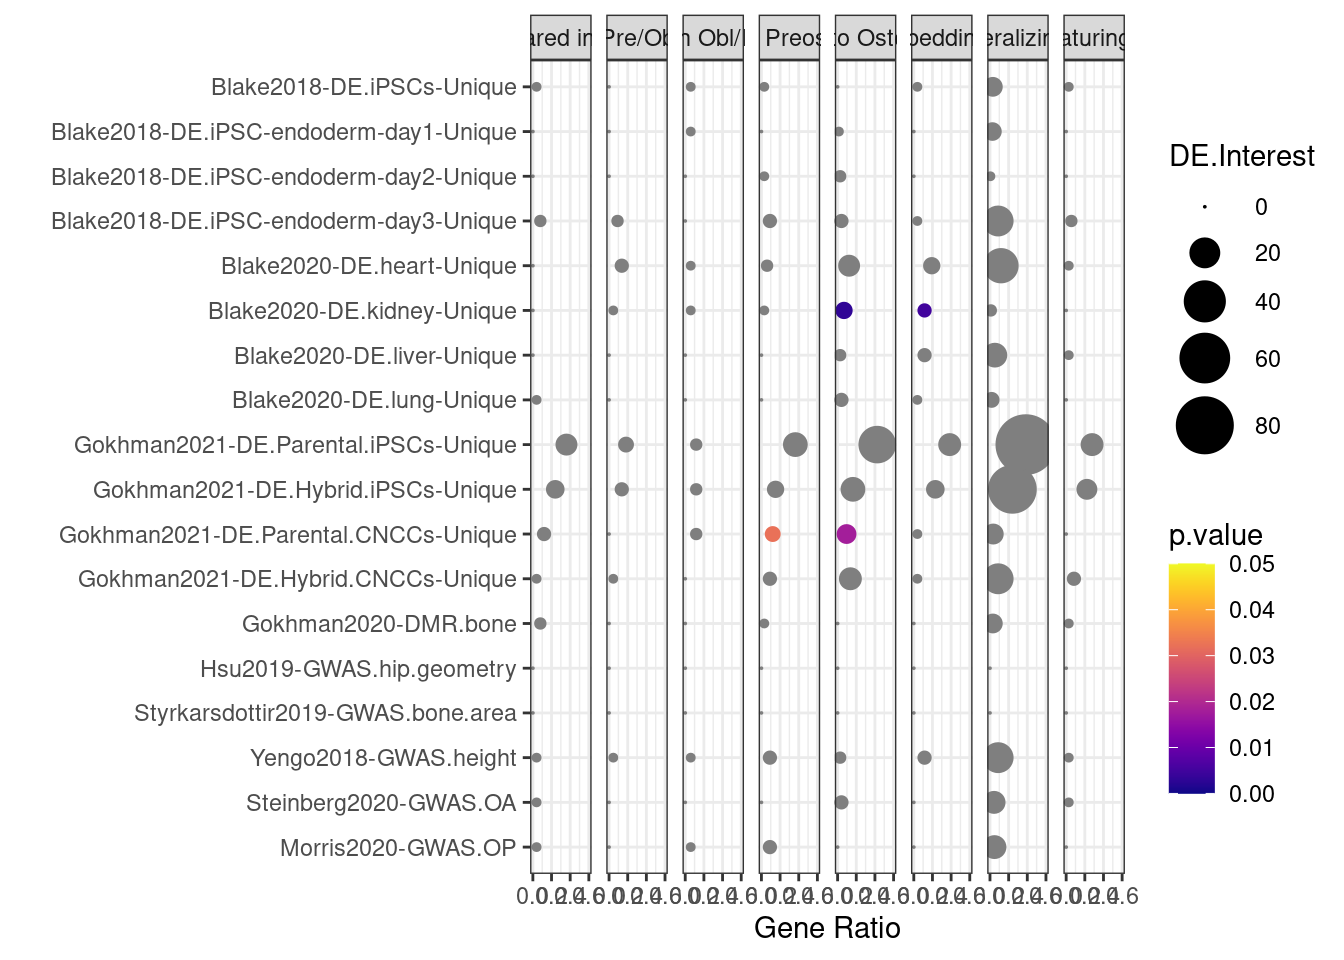 ared in
Pre/Ob
Obl/
Preos
to Oste
bedding
eralizin
aturing
Blake2018-DE.iPSCs-Unique
Blake2018-DE.iPSC-endoderm-day1-Unique
Blake2018-DE.iPSC-endoderm-day2-Unique
Blake2018-DE.iPSC-endoderm-day3-Unique
Blake2020-DE.heart-Unique
Blake2020-DE.kidney-Unique
Blake2020-DE.liver-Unique
Blake2020-DE.lung-Unique
Gokhman2021-DE.Parental.iPSCs-Unique
Gokhman2021-DE.Hybrid.iPSCs-Unique
Gokhman2021-DE.Parental.CNCCs-Unique
Gokhman2021-DE.Hybrid.CNCCs-Unique
Gokhman2020-DMR.bone
Hsu2019-GWAS.hip.geometry
Styrkarsdottir2019-GWAS.bone.area
Yengo2018-GWAS.height
Steinberg2020-GWAS.OA
Morris2020-GWAS.OP
Gene Ratio
DE.Interest
0
20
40
60
80
p.value
0.05
0.04
0.03
0.02
0.01
0.00